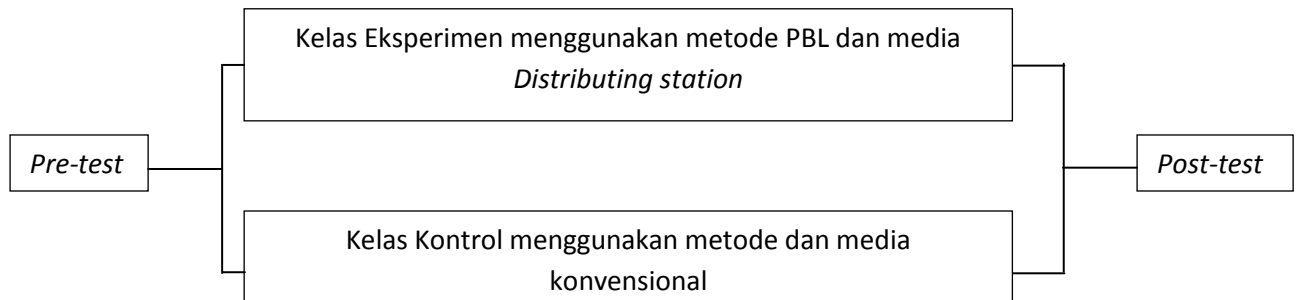 Kelas Eksperimen menggunakan metode PBL dan media
Distributing station
Pre-test
Post-test
Kelas Kontrol menggunakan metode dan media
konvensional